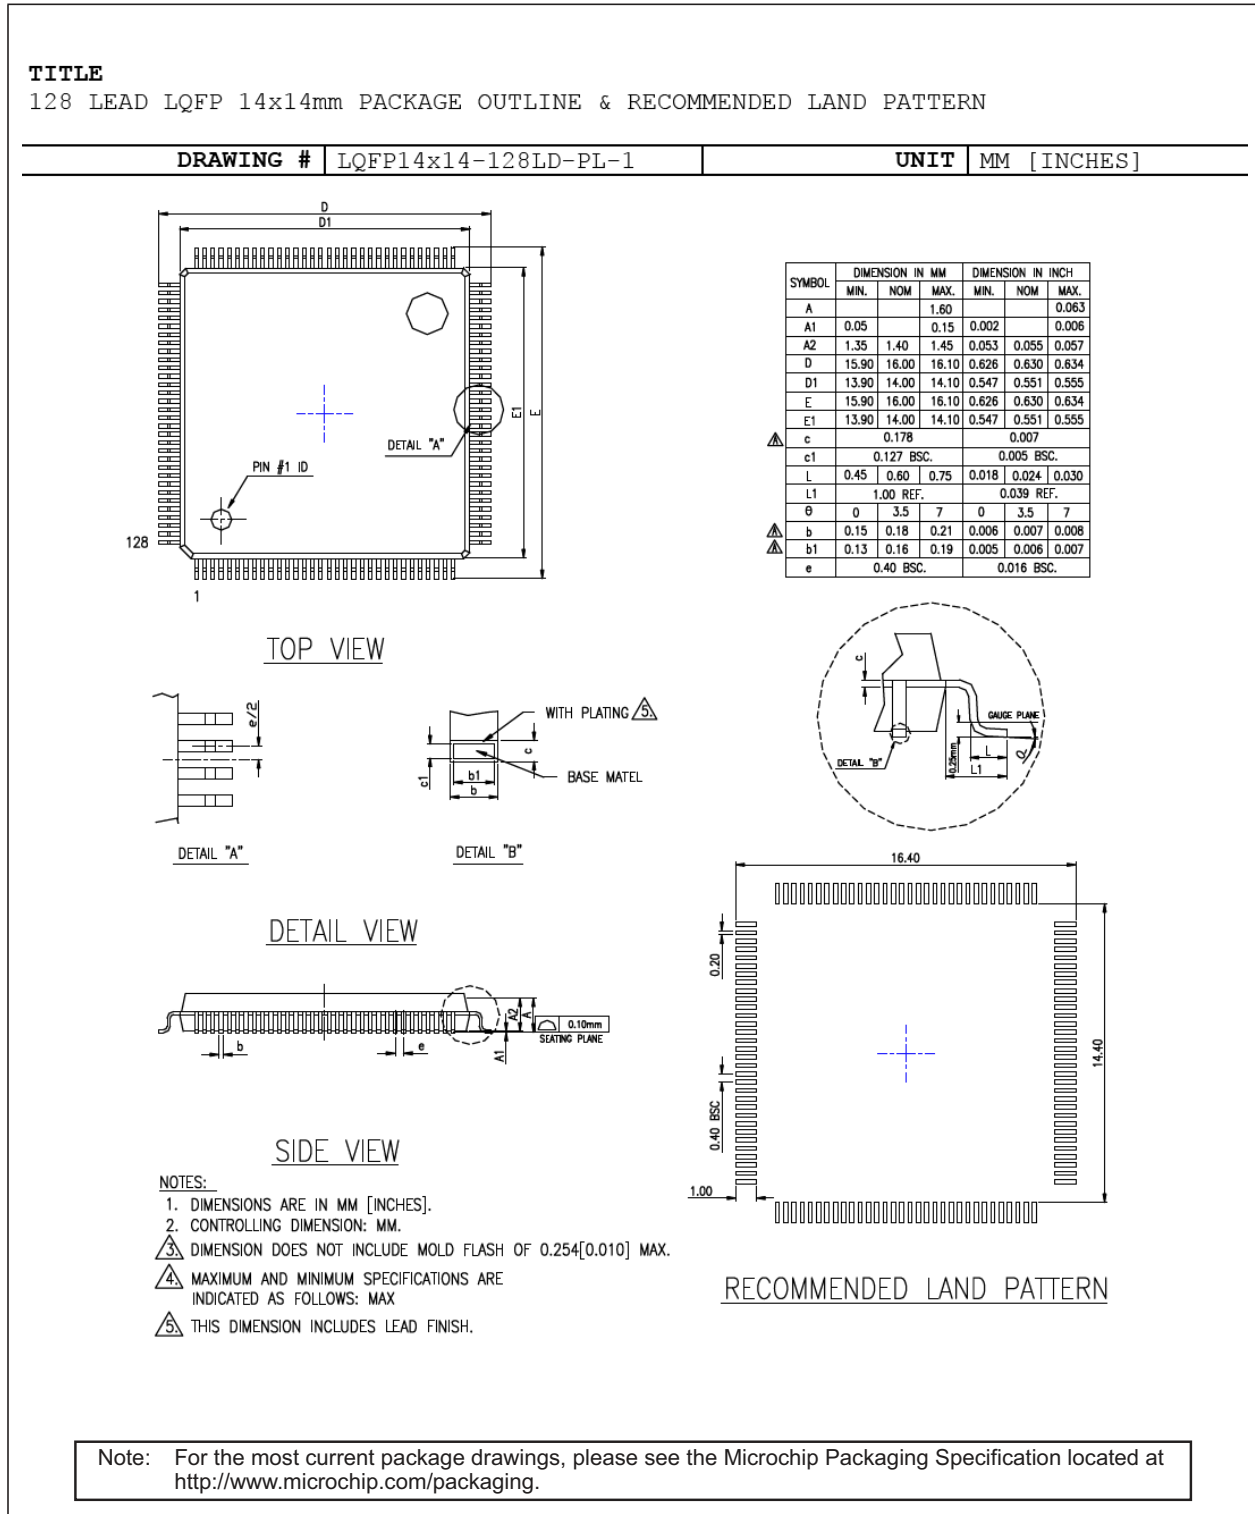 TITLE
128 LEAD LQFP 14x14mm PACKAGE OUTLINE & RECOMMENDED LAND PATTERN
DRAWING # LQFP14x14-128LD-PL-1 UNIT MM [INCHES]
D
D1
E1
E
DETAIL "A"
PIN #1 ID
128
1
TOP VIEW
SYMBOL DIMENSION IN MM DIMENSION IN INCH
MIN. NOM MAX. MIN. NOM MAX.
A 1.60 0.063
A1 0.05 0.15 0.002 0.006
A2 1.35 1.40 1.45 0.053 0.055 0.057
D 15.90 16.00 16.10 0.626 0.630 0.634
D1 13.90 14.00 14.10 0.547 0.551 0.555
E 15.90 16.00 16.10 0.626 0.630 0.634
E1 13.90 14.00 14.10 0.547 0.551 0.555
c 0.178 0.007
c1 0.127 BSC. 0.005 BSC.
L 0.45 0.60 0.75 0.018 0.024 0.030
L1 1.00 REF. 0.039 REF.
θ 0 3.5 7 0 3.5 7
b 0.15 0.18 0.21 0.006 0.007 0.008
b1 0.13 0.16 0.19 0.005 0.006 0.007
e 0.40 BSC. 0.016 BSC.
e/2
DETAIL "A"
WITH PLATING 5.
BASE MATEL
c1
b1
b
c
DETAIL "B"
c
GAUGE PLANE
DETAIL "B"
0.25mm
L
L1
DETAIL VIEW
b
e
A1
A2
A
0.10mm
SEATING PLANE
SIDE VIEW
16.40
0.20
14.40
0.40 BSC
1.00
RECOMMENDED LAND PATTERN
NOTES:
1. DIMENSIONS ARE IN MM [INCHES].
2. CONTROLLING DIMENSION: MM.
3. DIMENSION DOES NOT INCLUDE MOLD FLASH OF 0.254[0.010] MAX.
4. MAXIMUM AND MINIMUM SPECIFICATIONS ARE
INDICATED AS FOLLOWS: MAX
5. THIS DIMENSION INCLUDES LEAD FINISH.
Note: For the most current package drawings, please see the Microchip Packaging Specification located at
http://www.microchip.com/packaging.